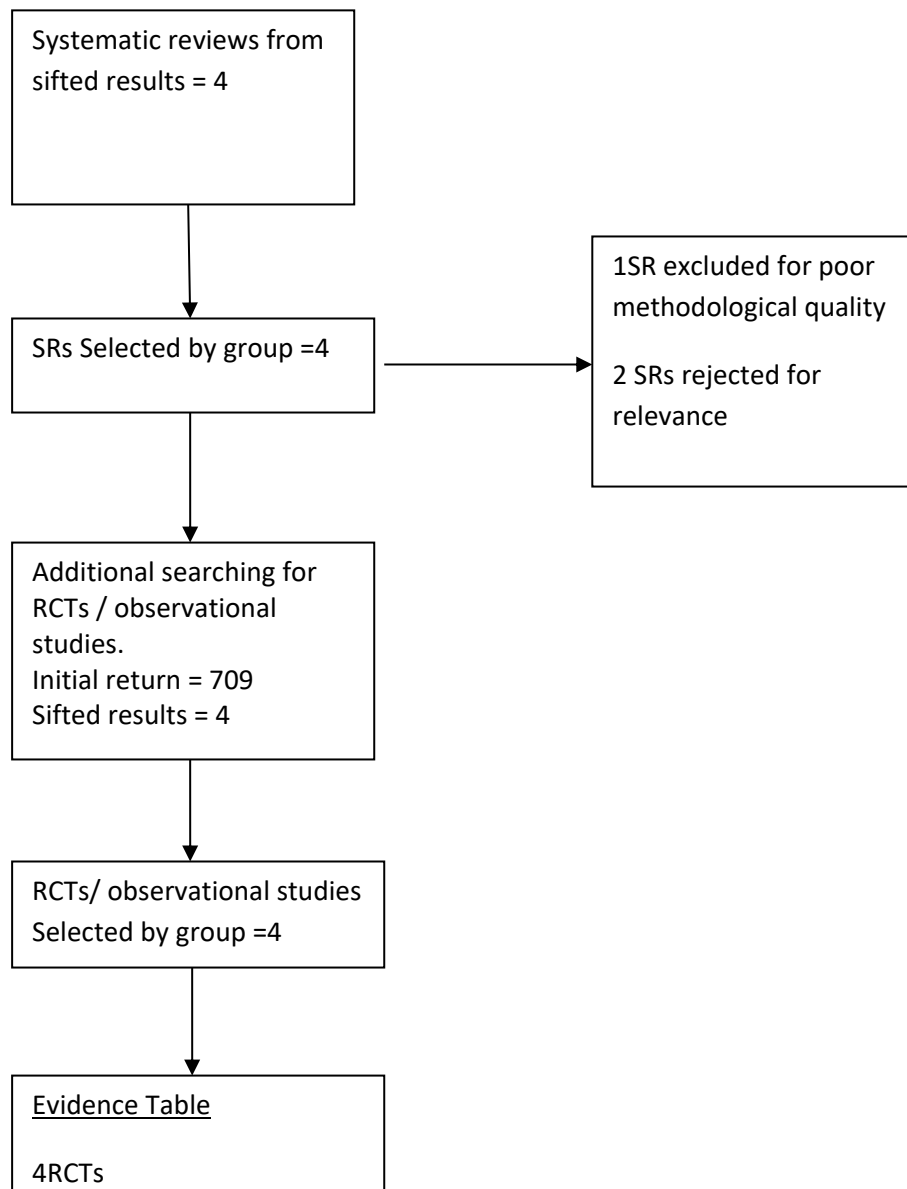 Systematic reviews from
sifted results = 4
SRs Selected by group =4
1SR excluded for poor
methodological quality
2 SRs rejected for
relevance
Additional searching for
RCTs / observational
studies.
Initial return = 709
Sifted results = 4
RCTs/ observational studies
Selected by group =4
Evidence Table
4RCTs